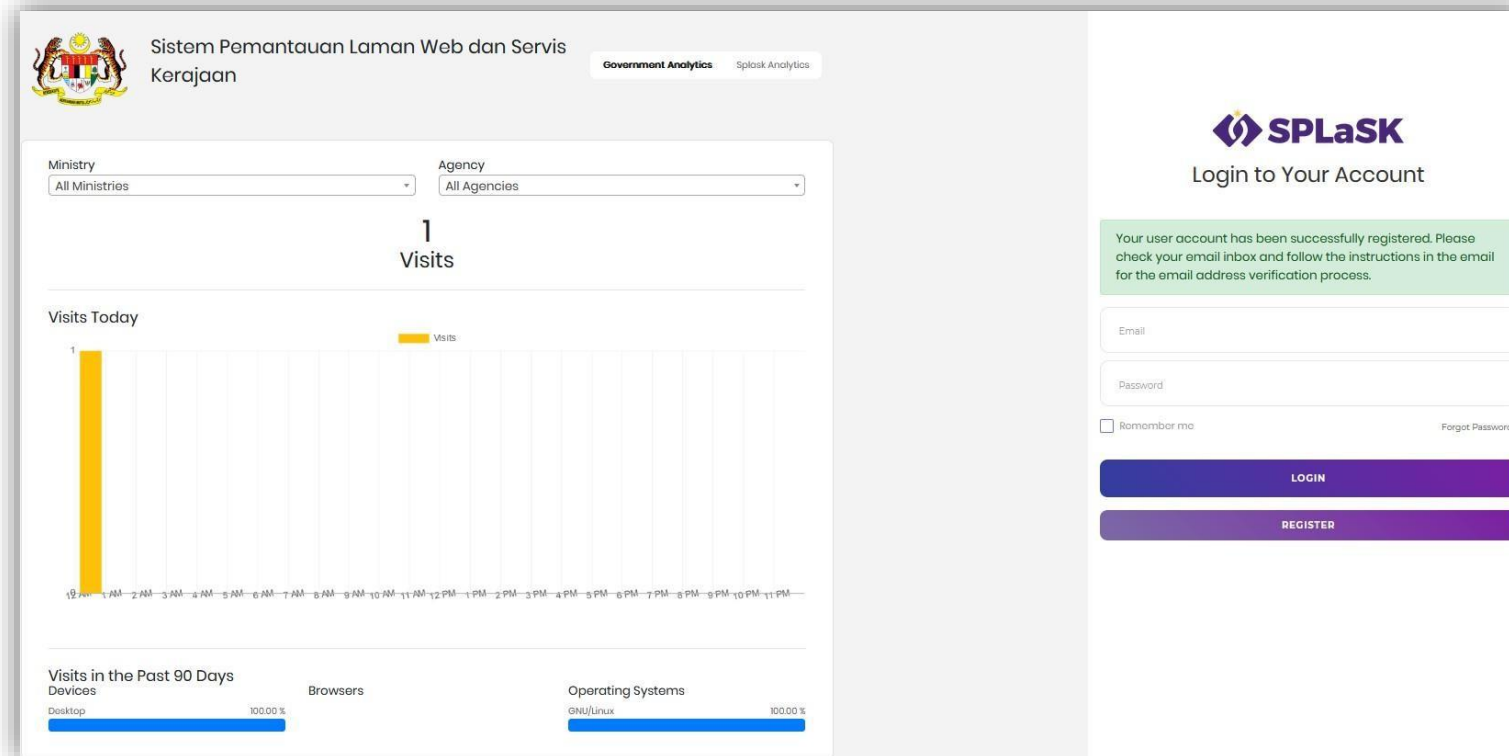 Sistem Pemantauan Laman Web dan Servis
Kerajaan
Government Analytics
Splask Analytics
Ministry
All Ministries
Agency
All Agencies
1
Visits
Visits Today
Visits
1
0
12 AM 1 AM 2 AM 3 AM 4 AM 5 AM 6 AM 7 AM 8 AM 9 AM 10 AM 11 AM 12 PM 1 PM 2 PM 3 PM 4 PM 5 PM 6 PM 7 PM 8 PM 9 PM 10 PM 11 PM
Visits in the Past 90 Days
Devices
Desktop 100.00 %
Browsers
Operating Systems
GNU/Linux 100.00 %
SPLaSK
Login to Your Account
Your user account has been successfully registered. Please
check your email inbox and follow the instructions in the email
for the email address verification process.
Email
Password
Remember me
Forgot Password
LOGIN
REGISTER